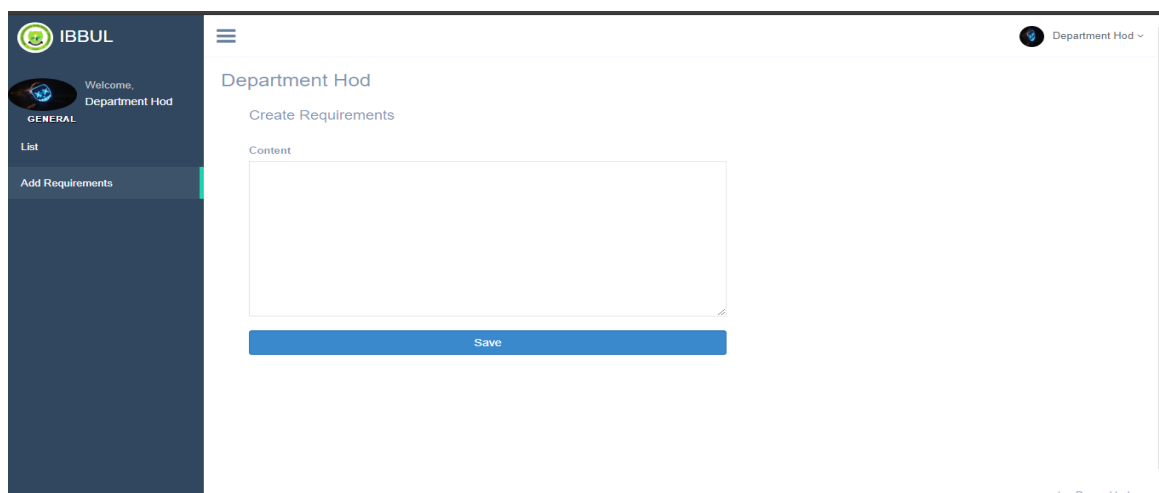 IBBUL
Department Hod
Welcome,
Department Hod
GENERAL
List
Add Requirements
Department Hod
Create Requirements
Content
Save